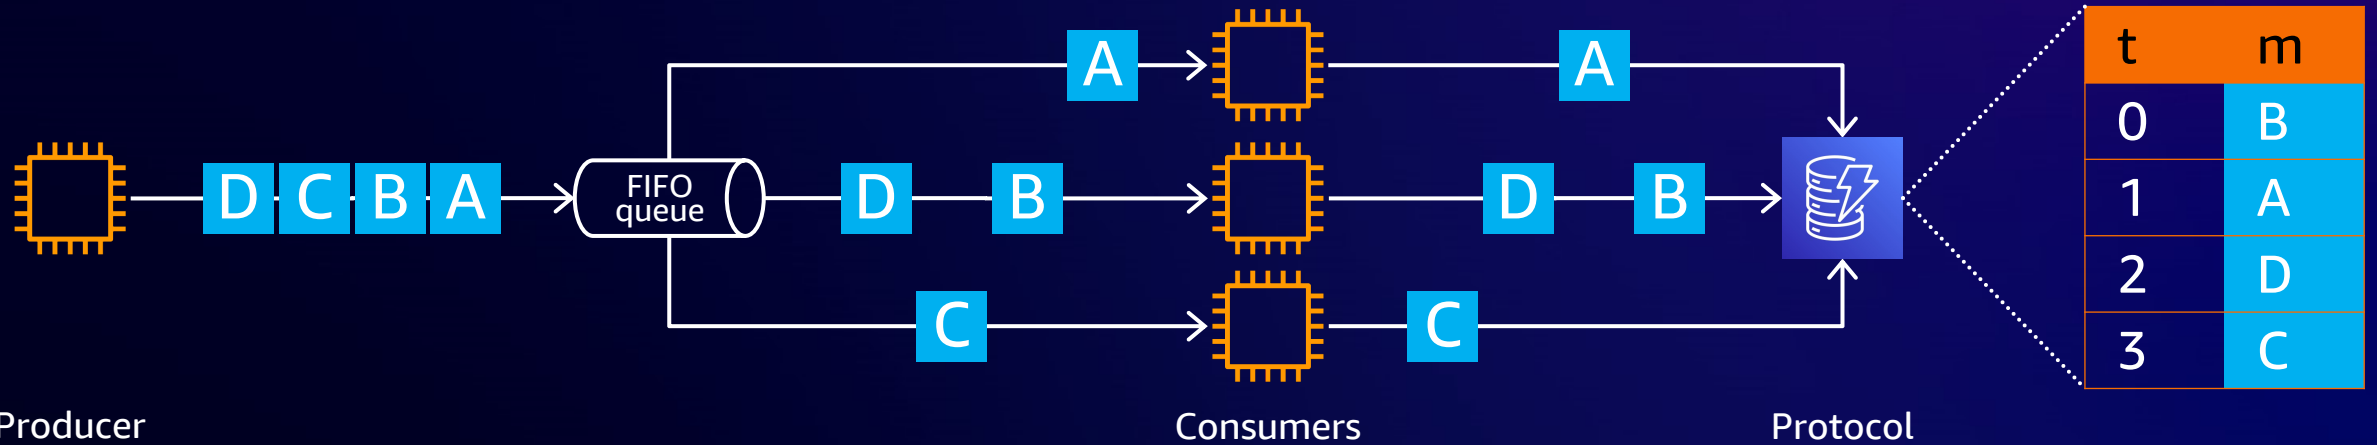 A
A
D C B A
FIFO
queue
D B
D B
C
C
t m
0 B
1 A
2 D
3 C
Producer
Consumers
Protocol